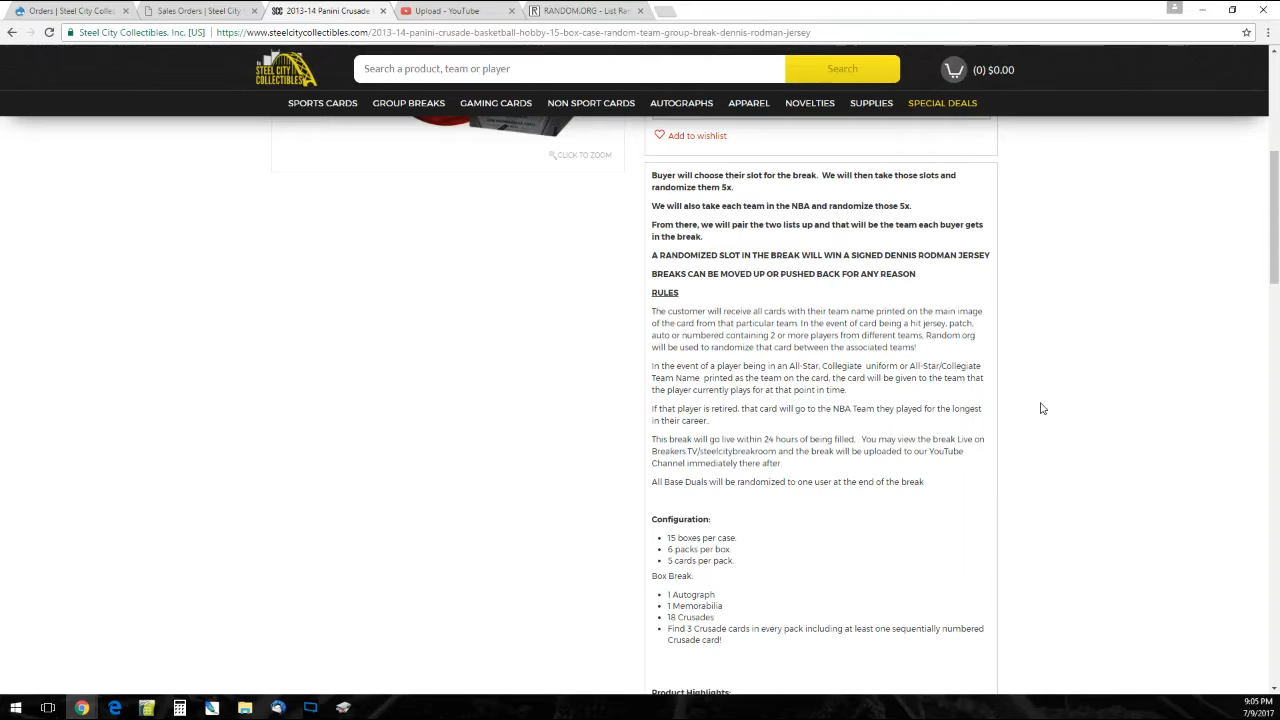 Orders | Steel City Colle
Sales Orders | Steel City
SCC 2013-14 Panini Crusade
Upload - YouTube
RANDOM.ORG - List Ran
Steel City Collectibles. Inc. [US]
https://www.steelcitycollectibles.com/2013-14-panini-crusade-basketball-hobby-15-box-case-random-team-group-break-dennis-rodman-jersey
STEEL CITY
COLLECTIBLES
Search a product, team or player
Search
(0) $0.00
SPORTS CARDS
GROUP BREAKS
GAMING CARDS
NON SPORT CARDS
AUTOGRAPHS
APPAREL
NOVELTIES
SUPPLIES
SPECIAL DEALS
CLICK TO ZOOM
Add to wishlist
Buyer will choose their slot for the break. We will then take those slots and
randomize them 5x.
We will also take each team in the NBA and randomize those 5x.
From there, we will pair the two lists up and that will be the team each buyer gets
in the break.
A RANDOMIZED SLOT IN THE BREAK WILL WIN A SIGNED DENNIS RODMAN JERSEY
BREAKS CAN BE MOVED UP OR PUSHED BACK FOR ANY REASON
RULES
The customer will receive all cards with their team name printed on the main image
of the card from that particular team. In the event of card being a hit jersey, patch,
auto or numbered containing 2 or more players from different teams, Random.org
will be used to randomize that card between the associated teams!
In the event of a player being in an All-Star, Collegiate uniform or All-Star/Collegiate
Team Name printed as the team on the card, the card will be given to the team that
the player currently plays for at that point in time.
If that player is retired, that card will go to the NBA Team they played for the longest
in their career..
This break will go live within 24 hours of being filled, . You may view the break Live on
Breakers.TV/steelcitybreakroom and the break will be uploaded to our YouTube
Channel immediately there after.
All Base Duals will be randomized to one user at the end of the break
Configuration:
15 boxes per case.
6 packs per box.
5 cards per pack.
Box Break:
1 Autograph
1 Memorabilia
18 Crusades
Find 3 Crusade cards in every pack including at least one sequentially numbered
Crusade card!
Product Highlights:
9:05 PM
7/9/2017